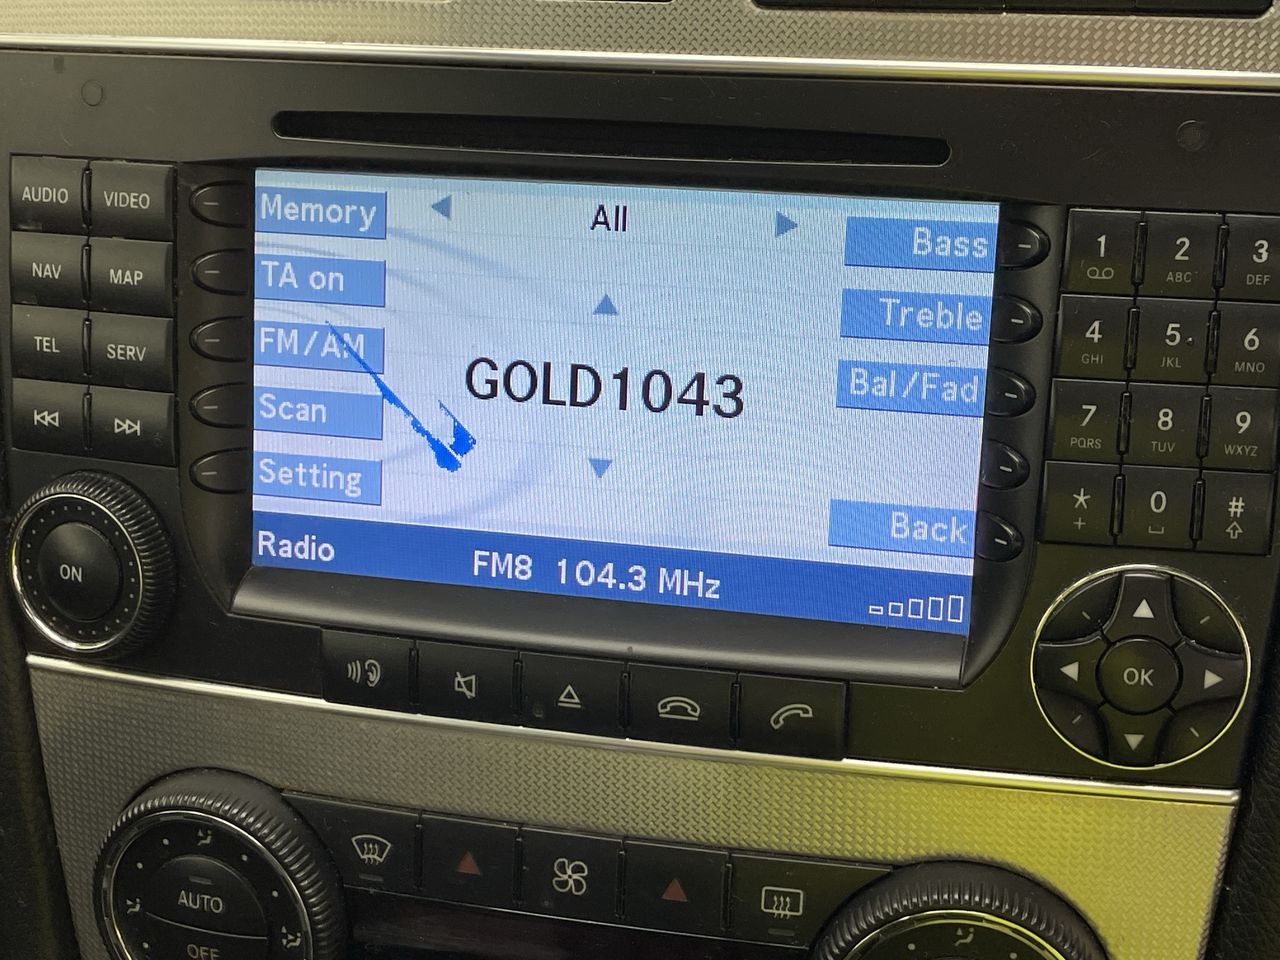 AUDIO VIDEO
NAV MAP
TEL SERV
ON
Memory
TA on
FM/AM
Scan
Setting
All
GOLD1043
Bass
Treble
Bal/Fad
Back
Radio FM8 104.3 MHz
1 2 ABC 3 DEF
4 GHI 5 JKL 6 MNO
7 PQRS 8 TUV 9 WXYZ
* + 0 #
OK
AUTO
OFF